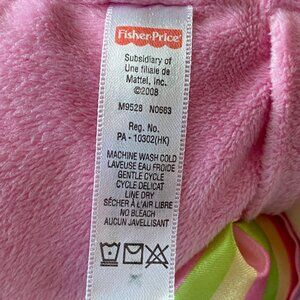 Fisher-Price
Subsidiary of
Une filiale de
Mattel, Inc.
©2008
M9528 N0663
Reg. No.
PA - 10302(HK)
MACHINE WASH COLD
LAVEUSE EAU FROIDE
GENTLE CYCLE
CYCLE DELICAT
LINE DRY
SÉCHER À L'AIR LIBRE
NO BLEACH
AUCUN JAVELLISANT